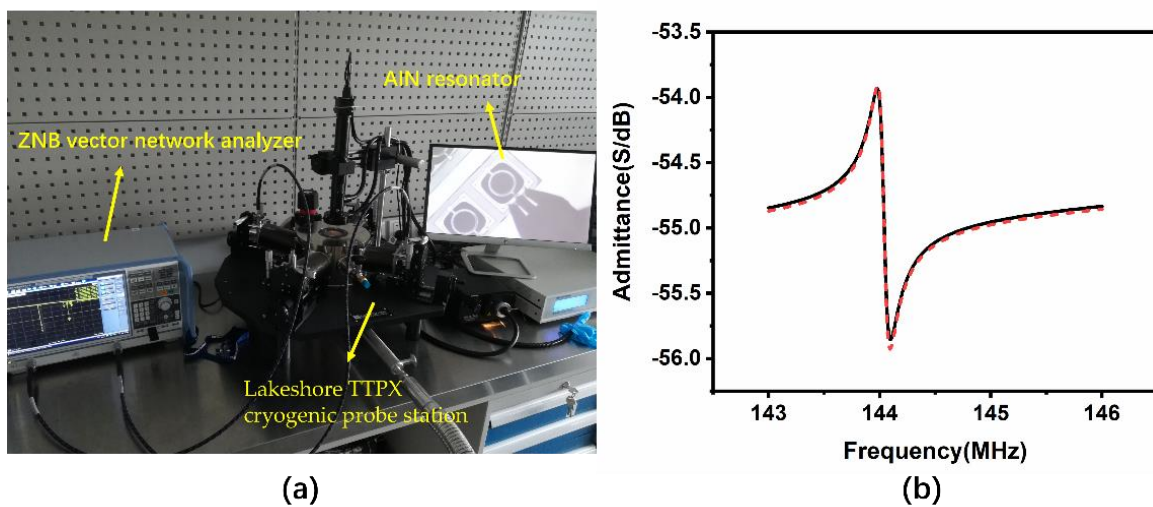 AlN resonator
ZNB vector network analyzer
Lakeshore TTPX
cryogenic probe station
(a)
Admittance(S/dB)
-53.5
-54.0
-54.5
-55.0
-55.5
-56.0
143
144
145
146
Frequency(MHz)
(b)